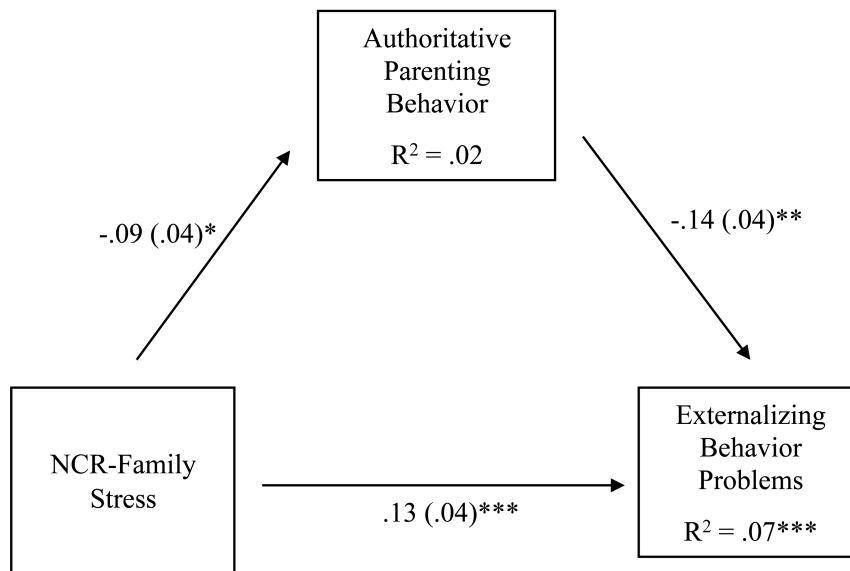 Authoritative
Parenting
Behavior
R² = .02
-.09 (.04)*
-.14 (.04)**
NCR-Family
Stress
.13 (.04)***
Externalizing
Behavior
Problems
R² = .07***